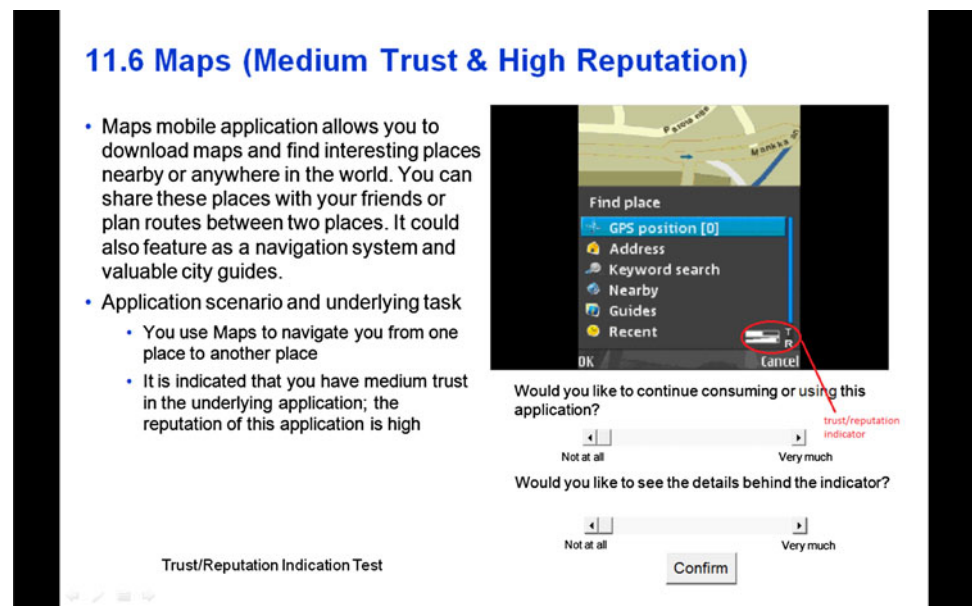 11.6 Maps (Medium Trust & High Reputation)
• Maps mobile application allows you to
download maps and find interesting places
nearby or anywhere in the world. You can
share these places with your friends or
plan routes between two places. It could
also feature as a navigation system and
valuable city guides.
• Application scenario and underlying task
• You use Maps to navigate you from one
place to another place
• It is indicated that you have medium trust
in the underlying application; the
reputation of this application is high
Trust/Reputation Indication Test
Find place
GPS position [0]
Address
Keyword search
Nearby
Guides
Recent
T
R
OK
Cancel
Would you like to continue consuming or using this
application?
trust/reputation
indicator
Not at all
Very much
Would you like to see the details behind the indicator?
Not at all
Very much
Confirm